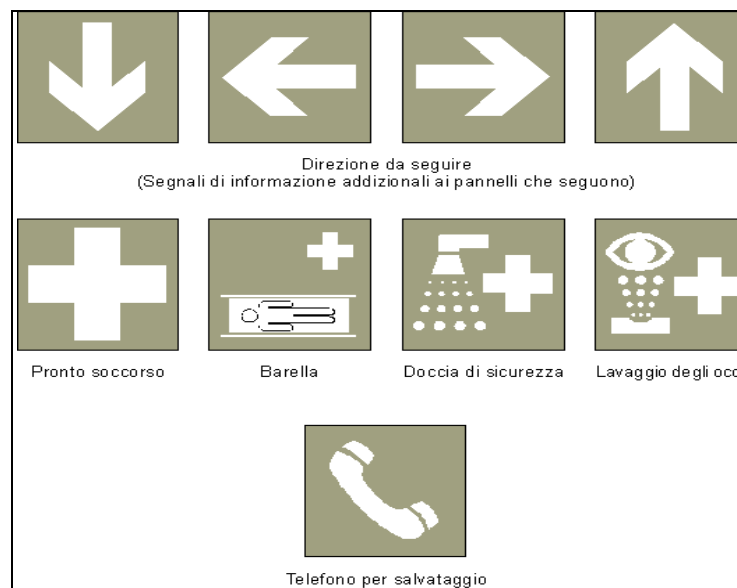 Direzione da seguire
(Segnali di informazione addizionali ai pannelli che seguono)
Pronto soccorso
Barella
Doccia di sicurezza
Lavaggio degli occ
Telefono per salvataggio